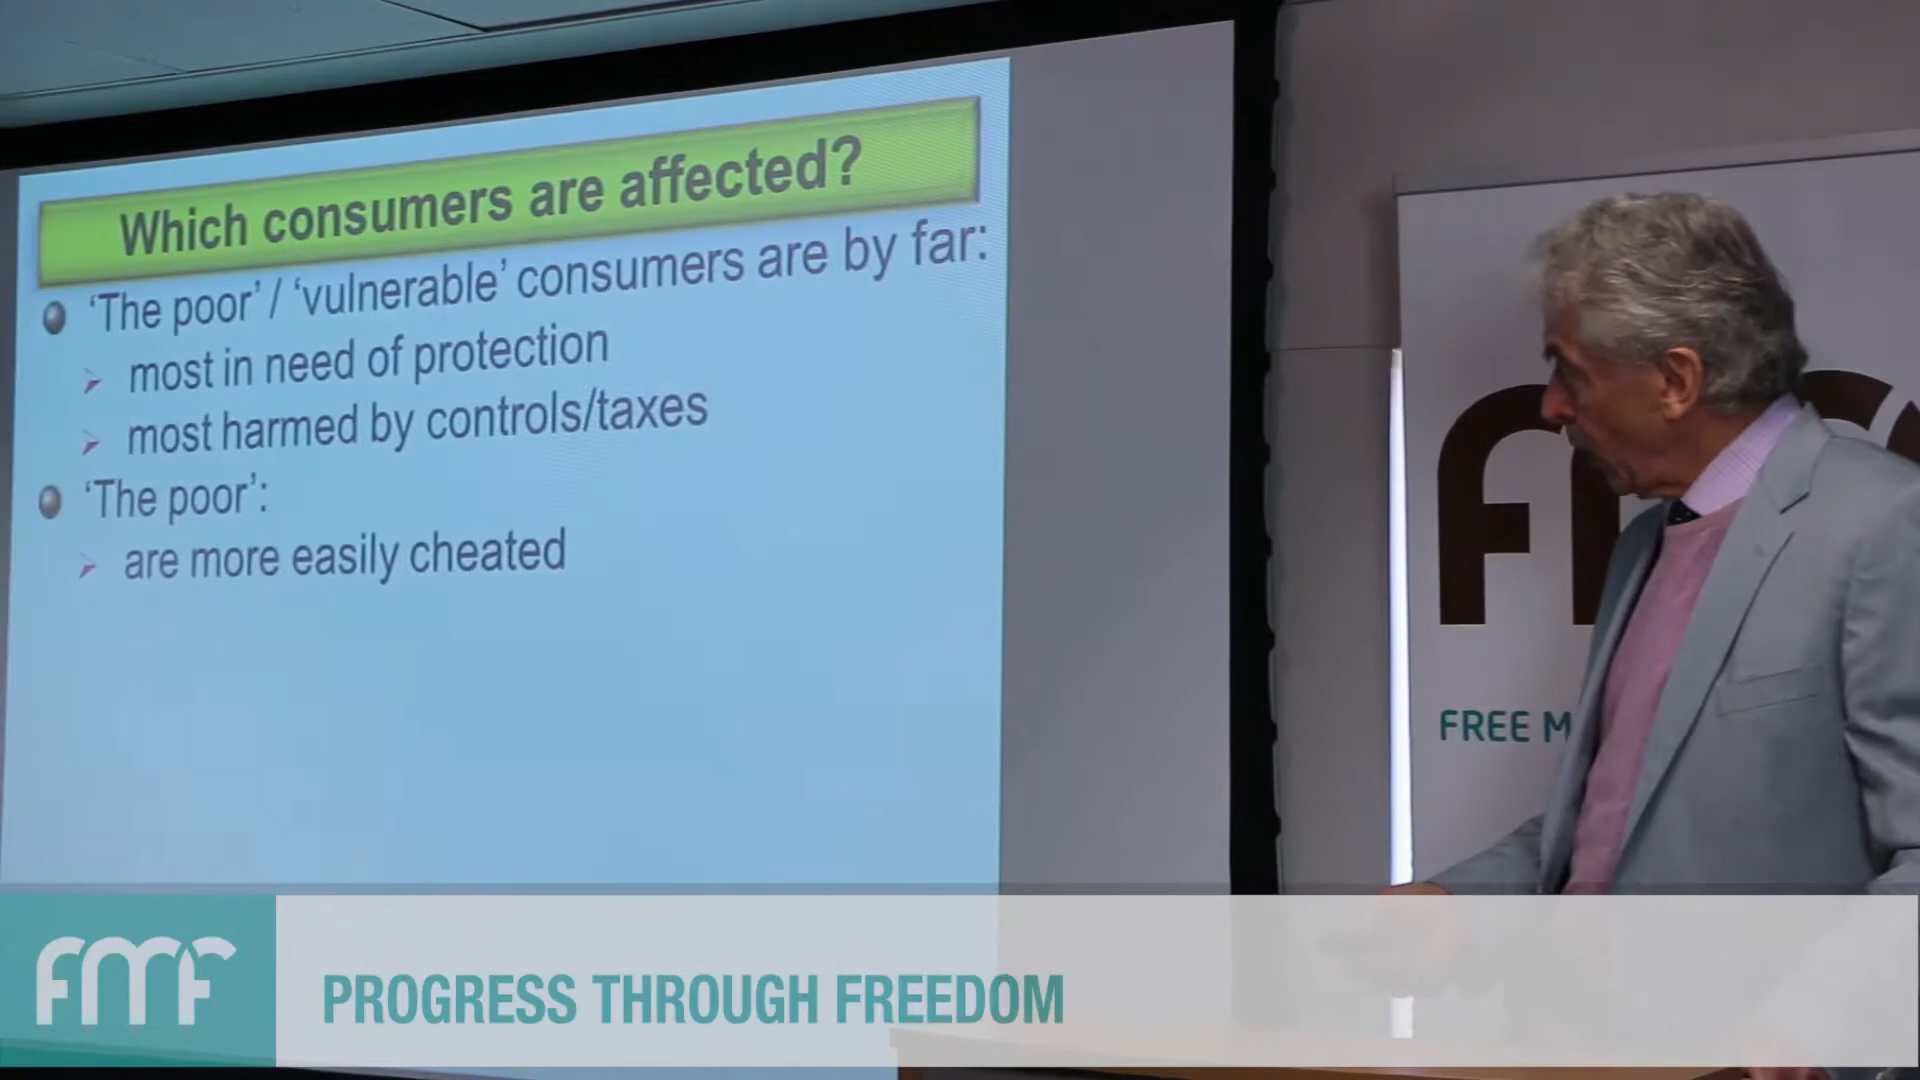 Which consumers are affected?
‘The poor’ / ‘vulnerable’ consumers are by far:
most in need of protection
most harmed by controls/taxes
‘The poor’:
are more easily cheated
FREE M
fmf
PROGRESS THROUGH FREEDOM